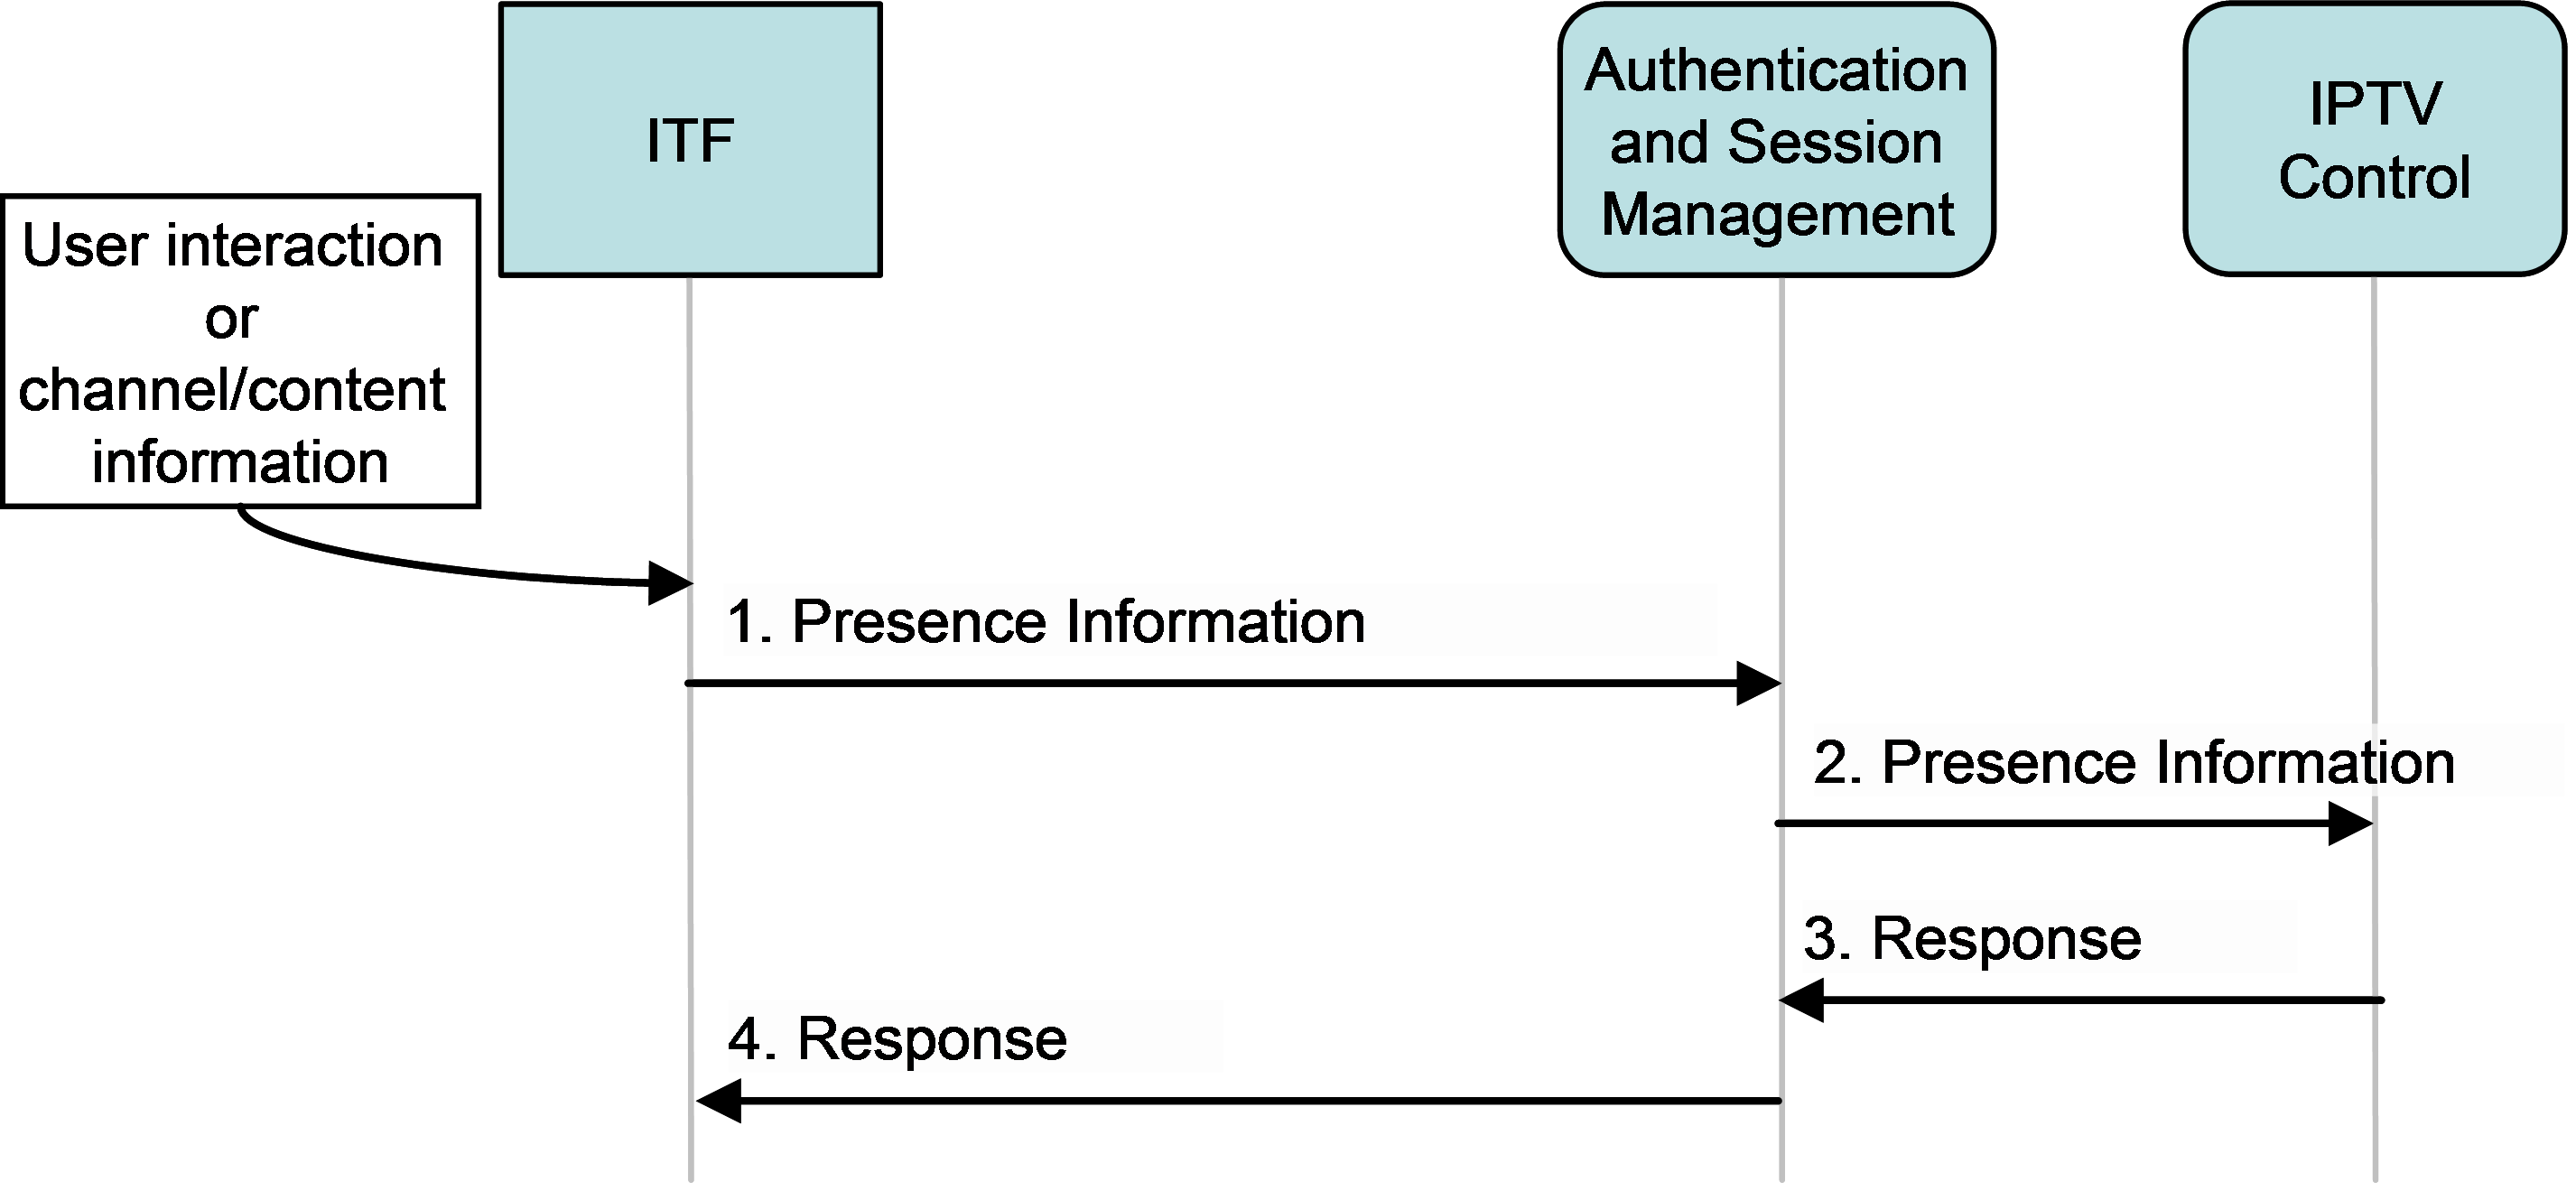 ITF
Authentication
and Session
Management
IPTV
Control
User interaction
or
channel/content
information
1. Presence Information
2. Presence Information
3. Response
4. Response